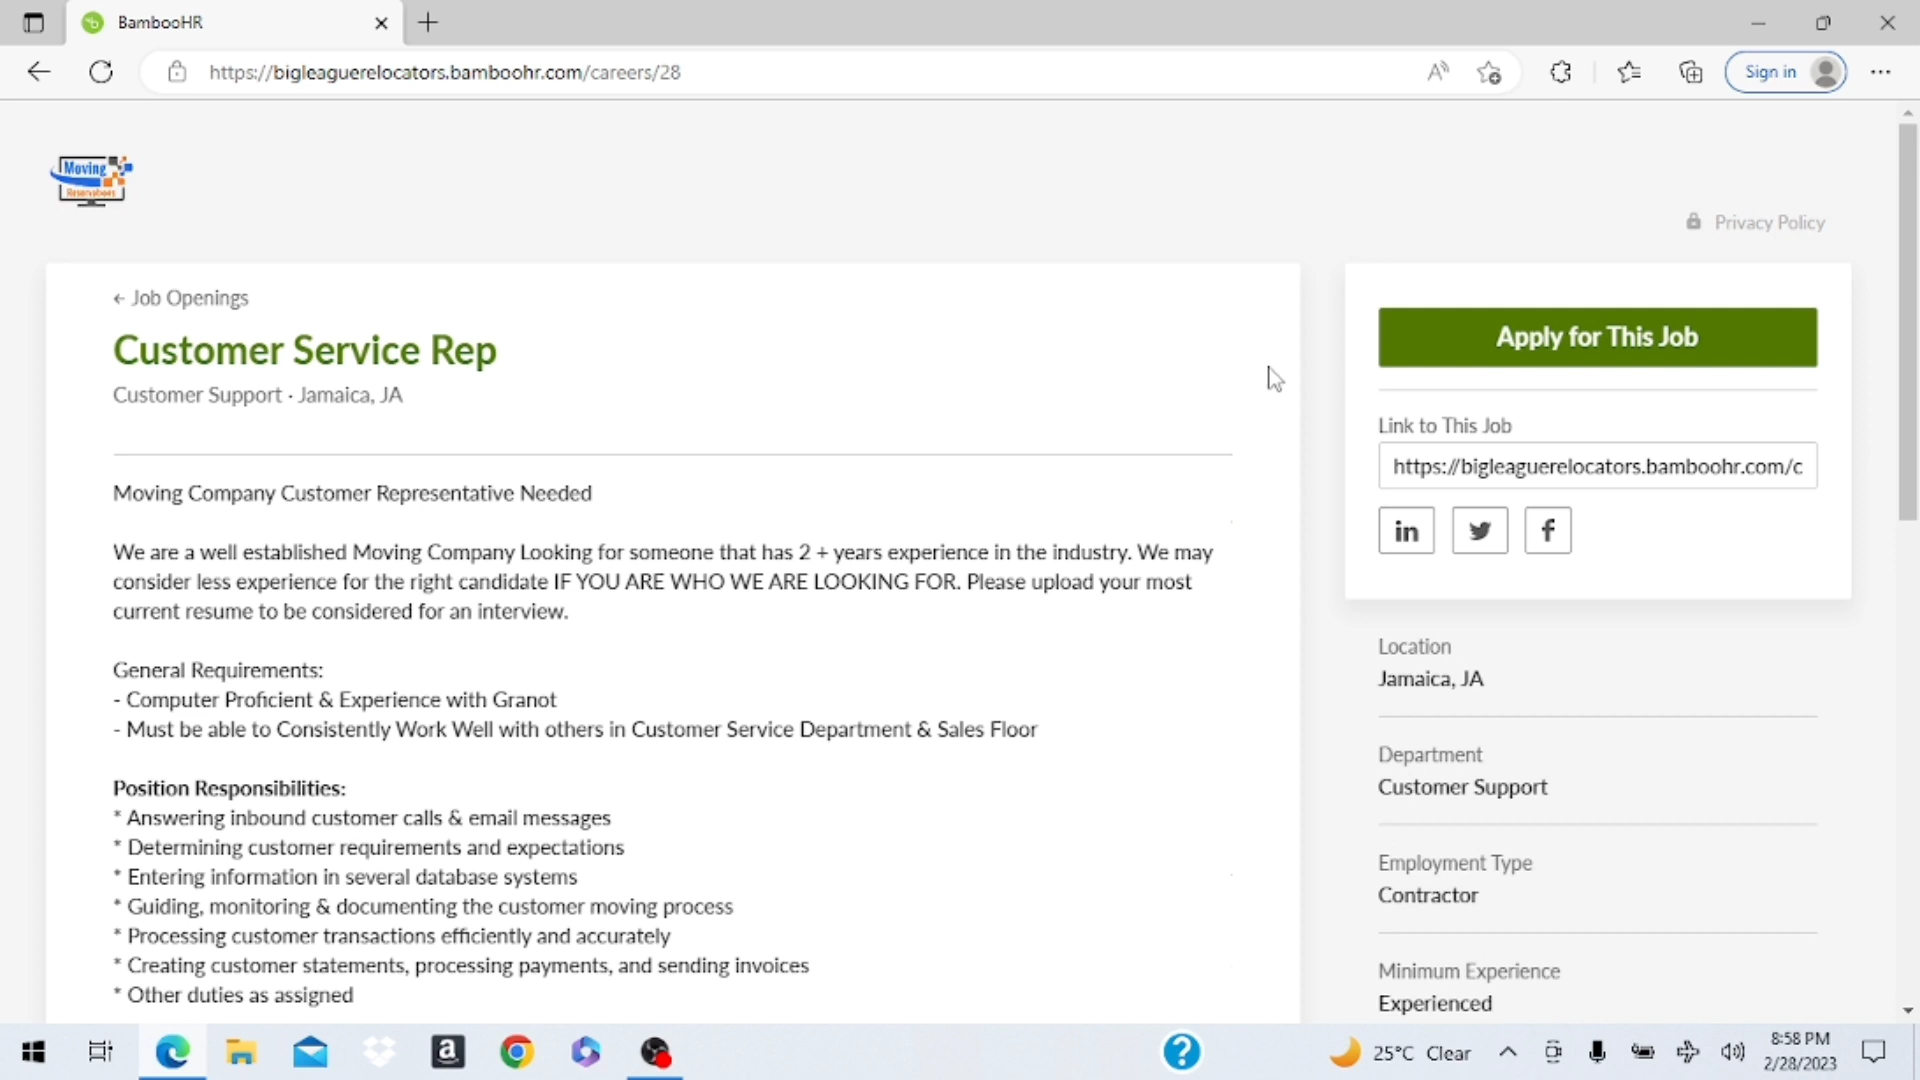 BambooHR
https://bigleaguerelocators.bamboohr.com/careers/28
Sign in
Moving
Reservations
Privacy Policy
← Job Openings
Customer Service Rep
Customer Support · Jamaica, JA
Moving Company Customer Representative Needed
We are a well established Moving Company Looking for someone that has 2 + years experience in the industry. We may
consider less experience for the right candidate IF YOU ARE WHO WE ARE LOOKING FOR. Please upload your most
current resume to be considered for an interview.
General Requirements:
- Computer Proficient & Experience with Granot
- Must be able to Consistently Work Well with others in Customer Service Department & Sales Floor
Position Responsibilities:
* Answering inbound customer calls & email messages
* Determining customer requirements and expectations
* Entering information in several database systems
* Guiding, monitoring & documenting the customer moving process
* Processing customer transactions efficiently and accurately
* Creating customer statements, processing payments, and sending invoices
* Other duties as assigned
Apply for This Job
Link to This Job
https://bigleaguerelocators.bamboohr.com/c
in
f
Location
Jamaica, JA
Department
Customer Support
Employment Type
Contractor
Minimum Experience
Experienced
a
?
25°C Clear
8:58 PM
2/28/2023